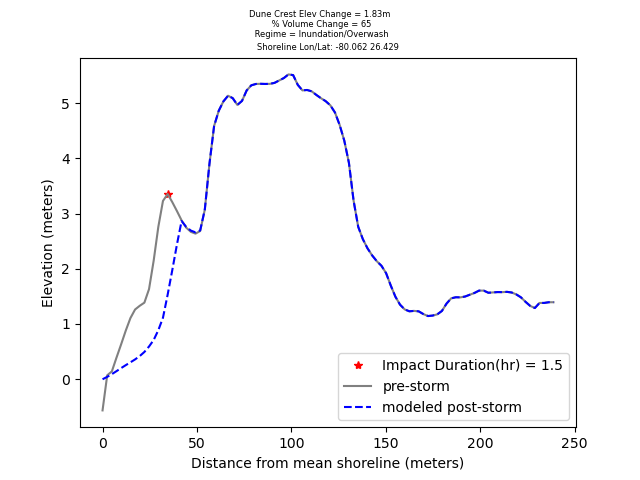 Dune Crest Elev Change = 1.83m
% Volume Change = 65
Regime = Inundation/Overwash
Shoreline Lon/Lat: -80.062 26.429
Elevation (meters)
5
4
3
2
1
0
Impact Duration(hr) = 1.5
pre-storm
modeled post-storm
0 50 100 150 200 250
Distance from mean shoreline (meters)